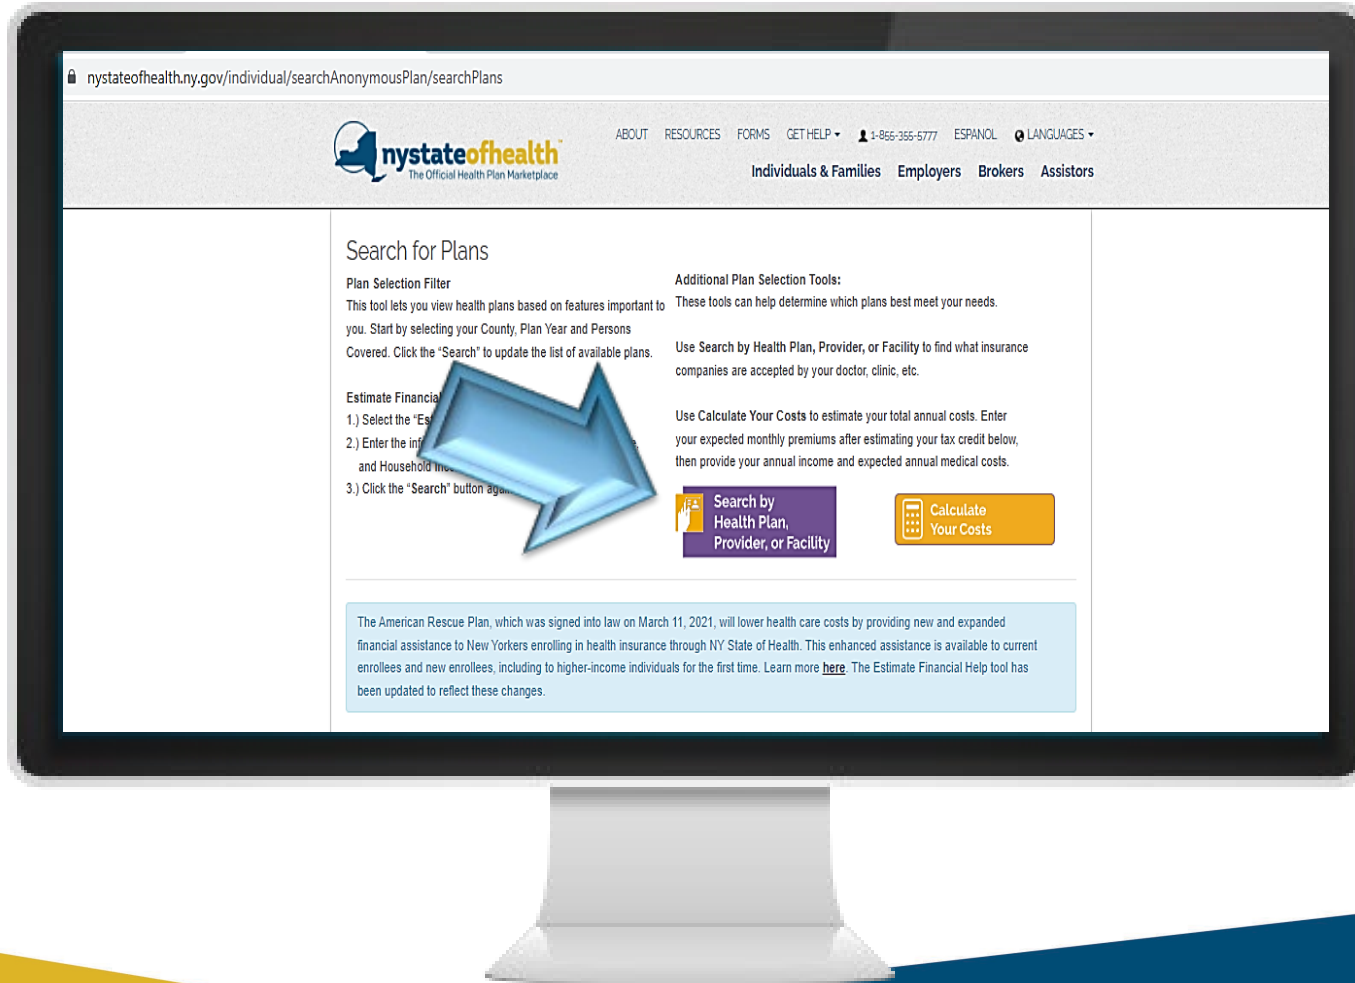 nystateofhealth.ny.gov/individual/searchAnonymousPlan/searchPlans
nystateofhealth™
The Official Health Plan Marketplace
ABOUT RESOURCES FORMS GET HELP 1-855-355-5777 ESPANOL LANGUAGES
Individuals & Families Employers Brokers Assistors
Search for Plans
Plan Selection Filter
This tool lets you view health plans based on features important to
you. Start by selecting your County, Plan Year and Persons
Covered. Click the “Search” to update the list of available plans.
Estimate Financial
1.) Select the “Es
2.) Enter the inf
and Household
3.) Click the “Search” button
Additional Plan Selection Tools:
These tools can help determine which plans best meet your needs.
Use Search by Health Plan, Provider, or Facility to find what insurance
companies are accepted by your doctor, clinic, etc.
Use Calculate Your Costs to estimate your total annual costs. Enter
your expected monthly premiums after estimating your tax credit below,
then provide your annual income and expected annual medical costs.
Search by
Health Plan,
Provider, or Facility
Calculate
Your Costs
The American Rescue Plan, which was signed into law on March 11, 2021, will lower health care costs by providing new and expanded
financial assistance to New Yorkers enrolling in health insurance through NY State of Health. This enhanced assistance is available to current
enrollees and new enrollees, including to higher-income individuals for the first time. Learn more here. The Estimate Financial Help tool has
been updated to reflect these changes.